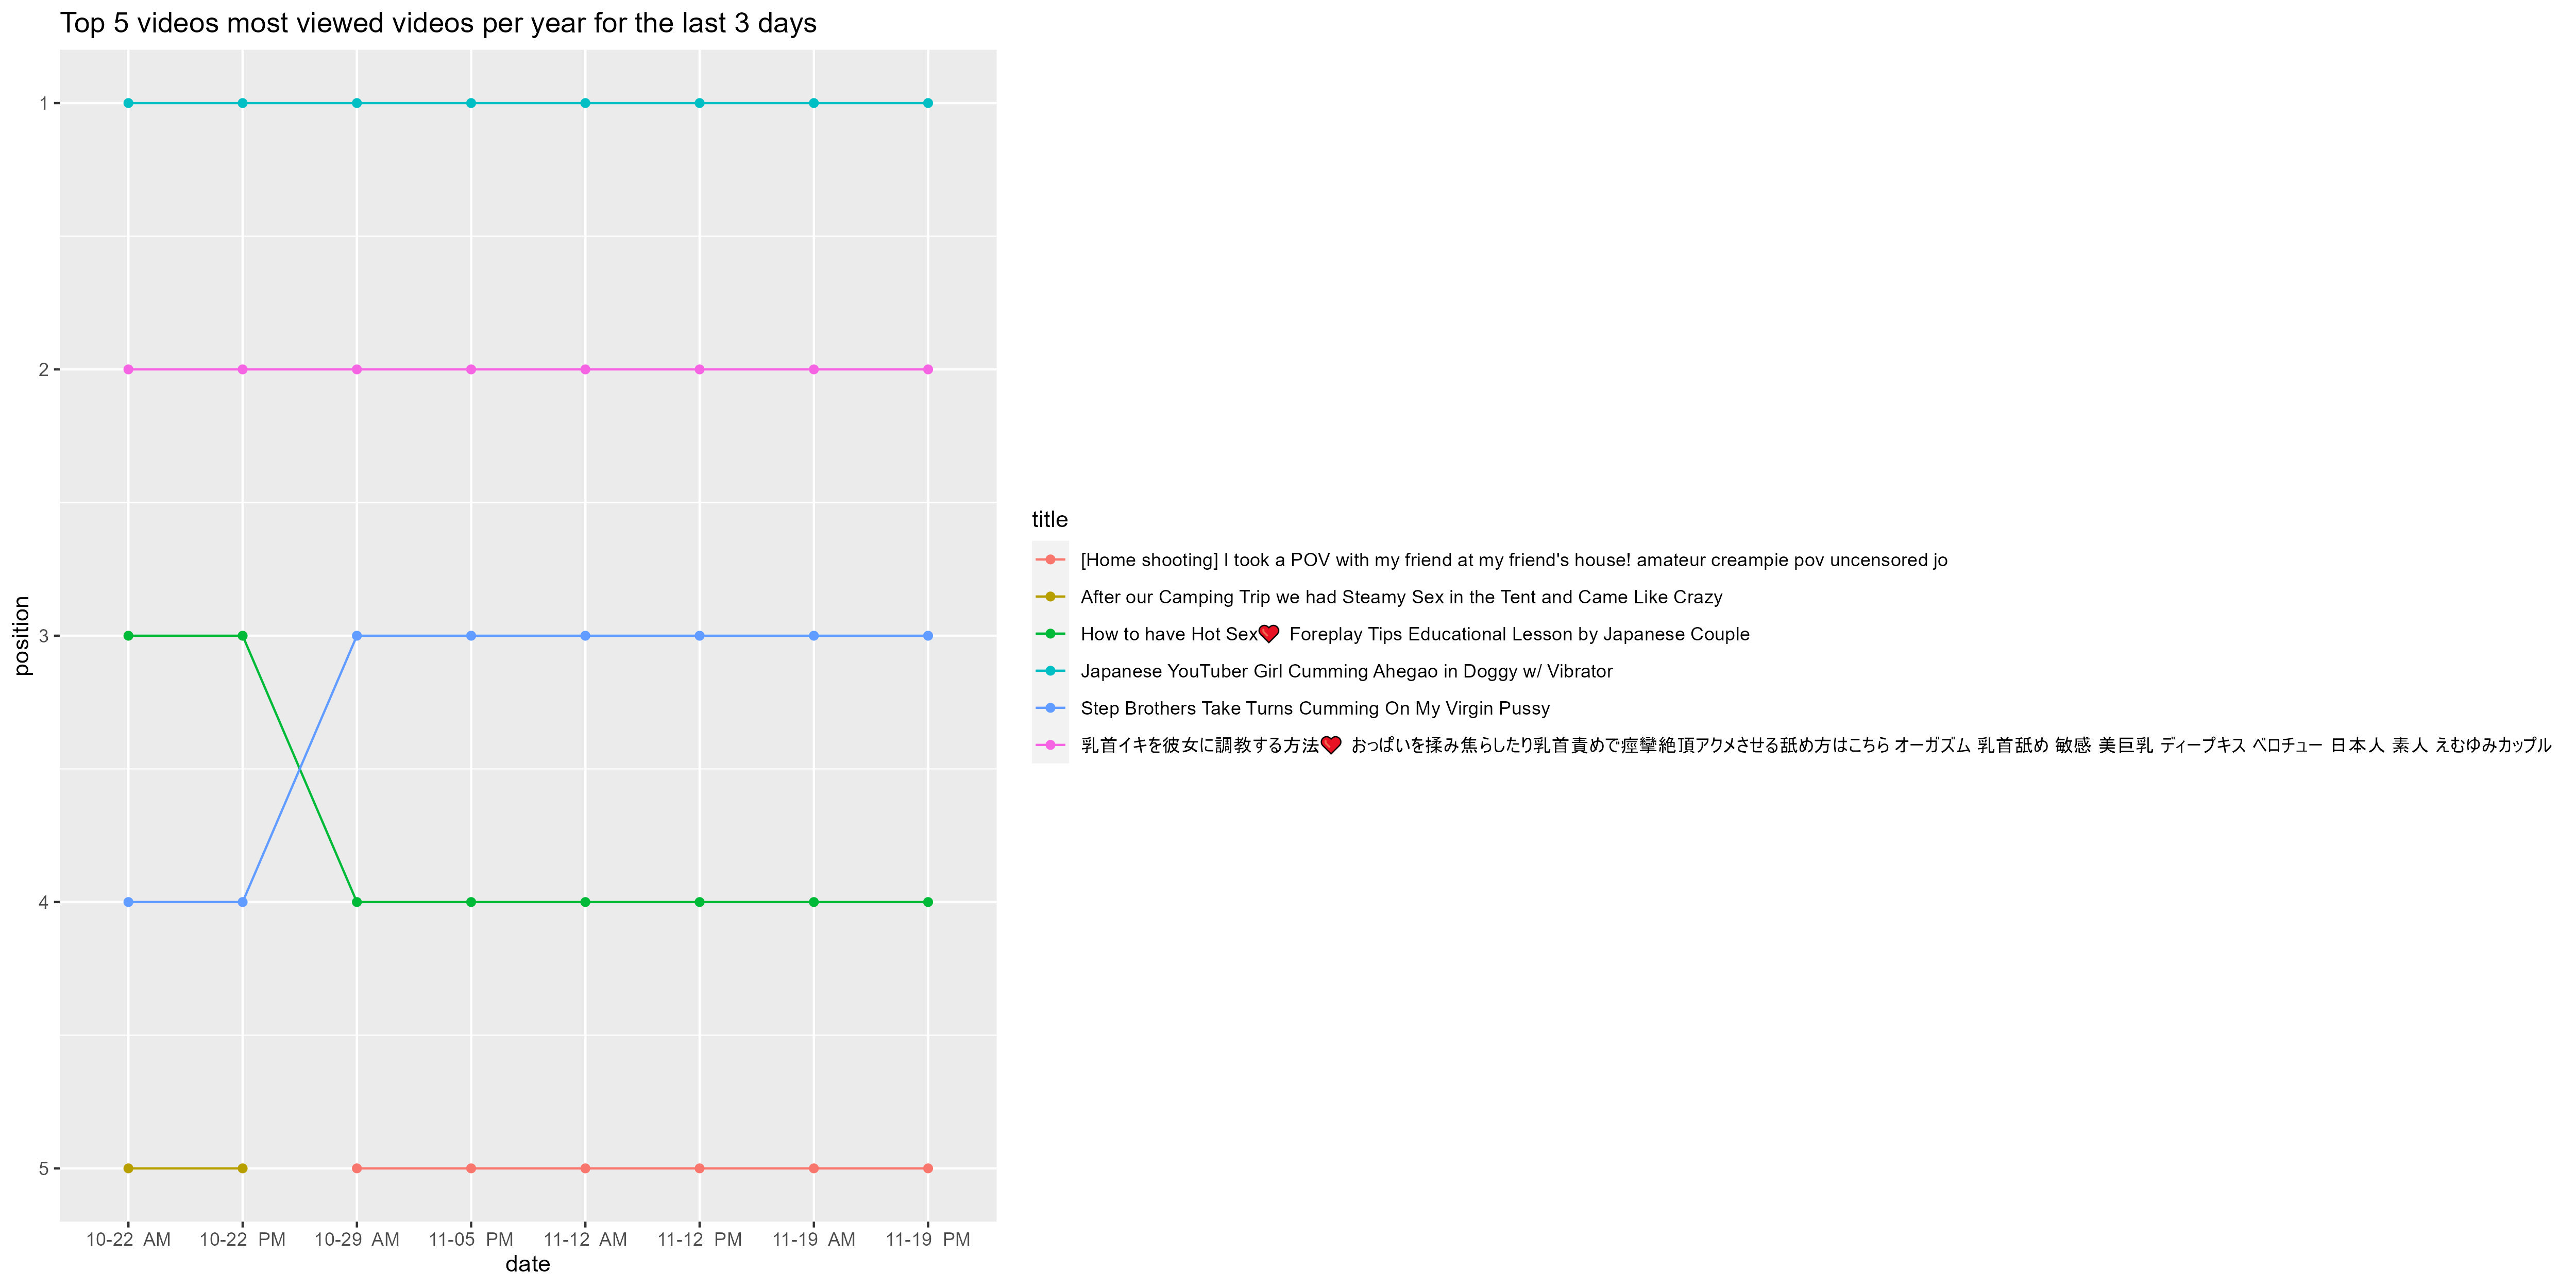 Top 5 videos most viewed videos per year for the last 3 days
position
1
2
3
4
5
10-22 AM 10-22 PM 10-29 AM 11-05 PM 11-12 AM 11-12 PM 11-19 AM 11-19 PM
date
title
[Home shooting] I took a POV with my friend at my friend's house! amateur creampie pov uncensored jo
After our Camping Trip we had Steamy Sex in the Tent and Came Like Crazy
How to have Hot Sex❤️ Foreplay Tips Educational Lesson by Japanese Couple
Japanese YouTuber Girl Cumming Ahegao in Doggy w/ Vibrator
Step Brothers Take Turns Cumming On My Virgin Pussy
乳首イキを彼女に調教する方法❤️ おっぱいを揉み焦らしたり乳首責めで痙攣絶頂アクメさせる舐め方はこちら オーガズム 乳首舐め 敏感 美巨乳 ディープキス ベロチュー 日本人 素人 えむゆみカップル